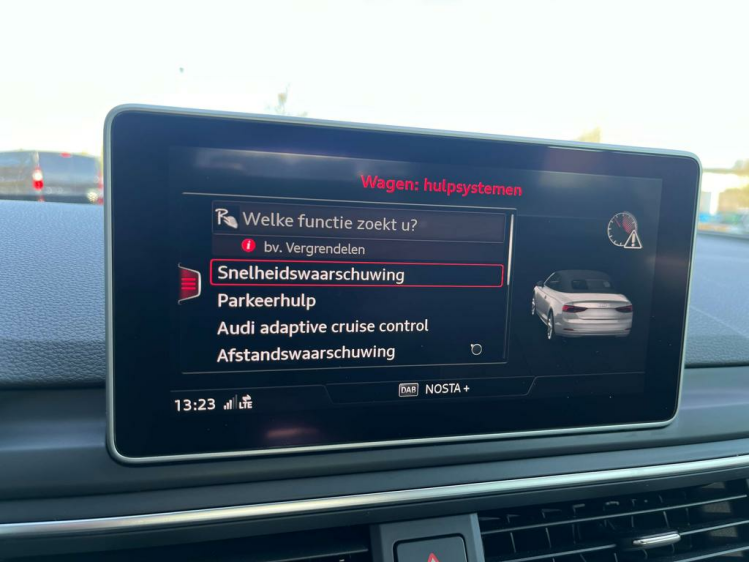 Wagen: hulpsystemen
Welke functie zoekt u?
i bv. Vergrendelen
Snelheidswaarschuwing
Parkeerhulp
Audi adaptive cruise control
Afstandswaarschuwing
13:23 LTE
DAB NOSTA +